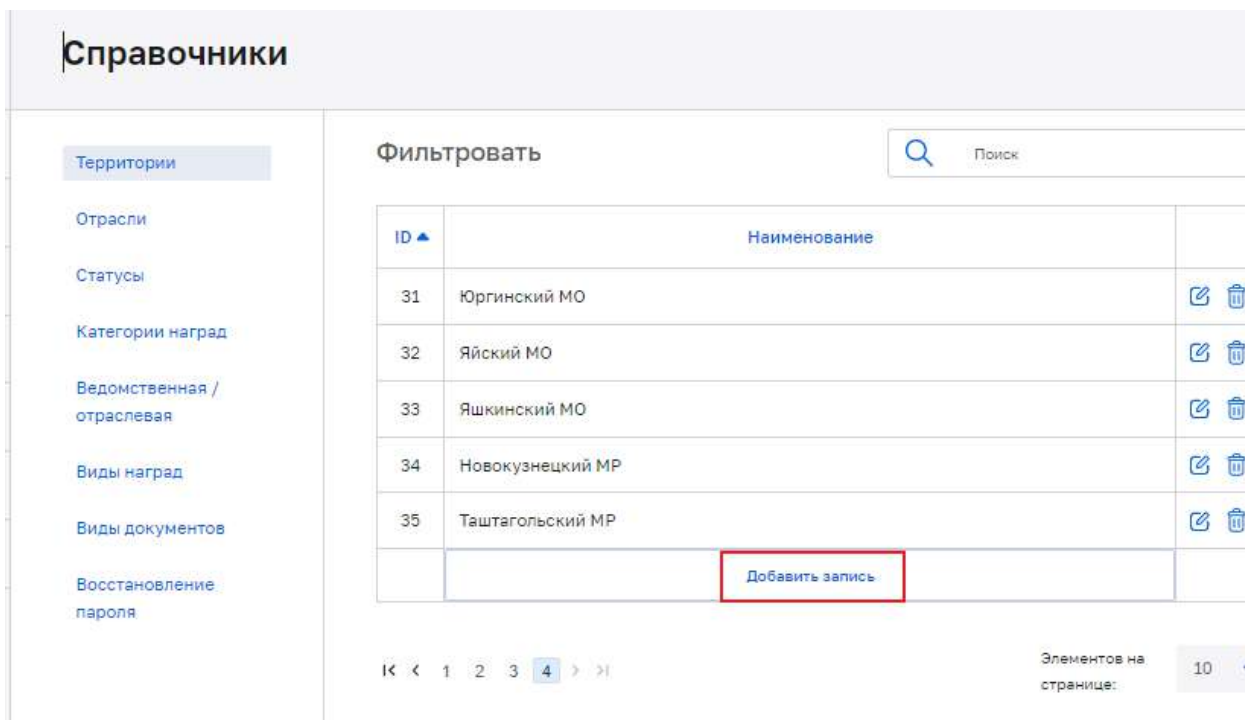 Справочники
Территории
Отрасли
Статусы
Категории наград
Ведомственная /
отраслевая
Виды наград
Виды документов
Восстановление
пароля
Фильтровать
Поиск
ID Наименование
31 Юргинский МО
32 Яйский МО
33 Яшкинский МО
34 Новокузнецкий МР
35 Таштагольский МР
Добавить запись
1 2 3 4
Элементов на
странице:
10